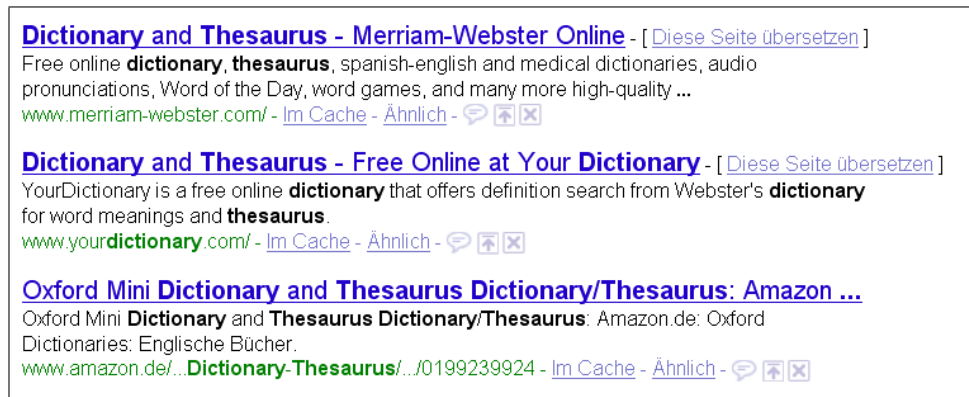 Dictionary and Thesaurus - Merriam-Webster Online - [ Diese Seite übersetzen ]
Free online dictionary, thesaurus, spanish-english and medical dictionaries, audio
pronunciations, Word of the Day, word games, and many more high-quality ...
www.merriam-webster.com/ - Im Cache - Ähnlich -
Dictionary and Thesaurus - Free Online at Your Dictionary - [ Diese Seite übersetzen ]
YourDictionary is a free online dictionary that offers definition search from Webster's dictionary
for word meanings and thesaurus.
www.yourdictionary.com/ - Im Cache - Ähnlich -
Oxford Mini Dictionary and Thesaurus Dictionary/Thesaurus: Amazon ...
Oxford Mini Dictionary and Thesaurus Dictionary/Thesaurus: Amazon.de: Oxford
Dictionaries: Englische Bücher.
www.amazon.de/...Dictionary-Thesaurus/.../0199239924 - Im Cache - Ähnlich -